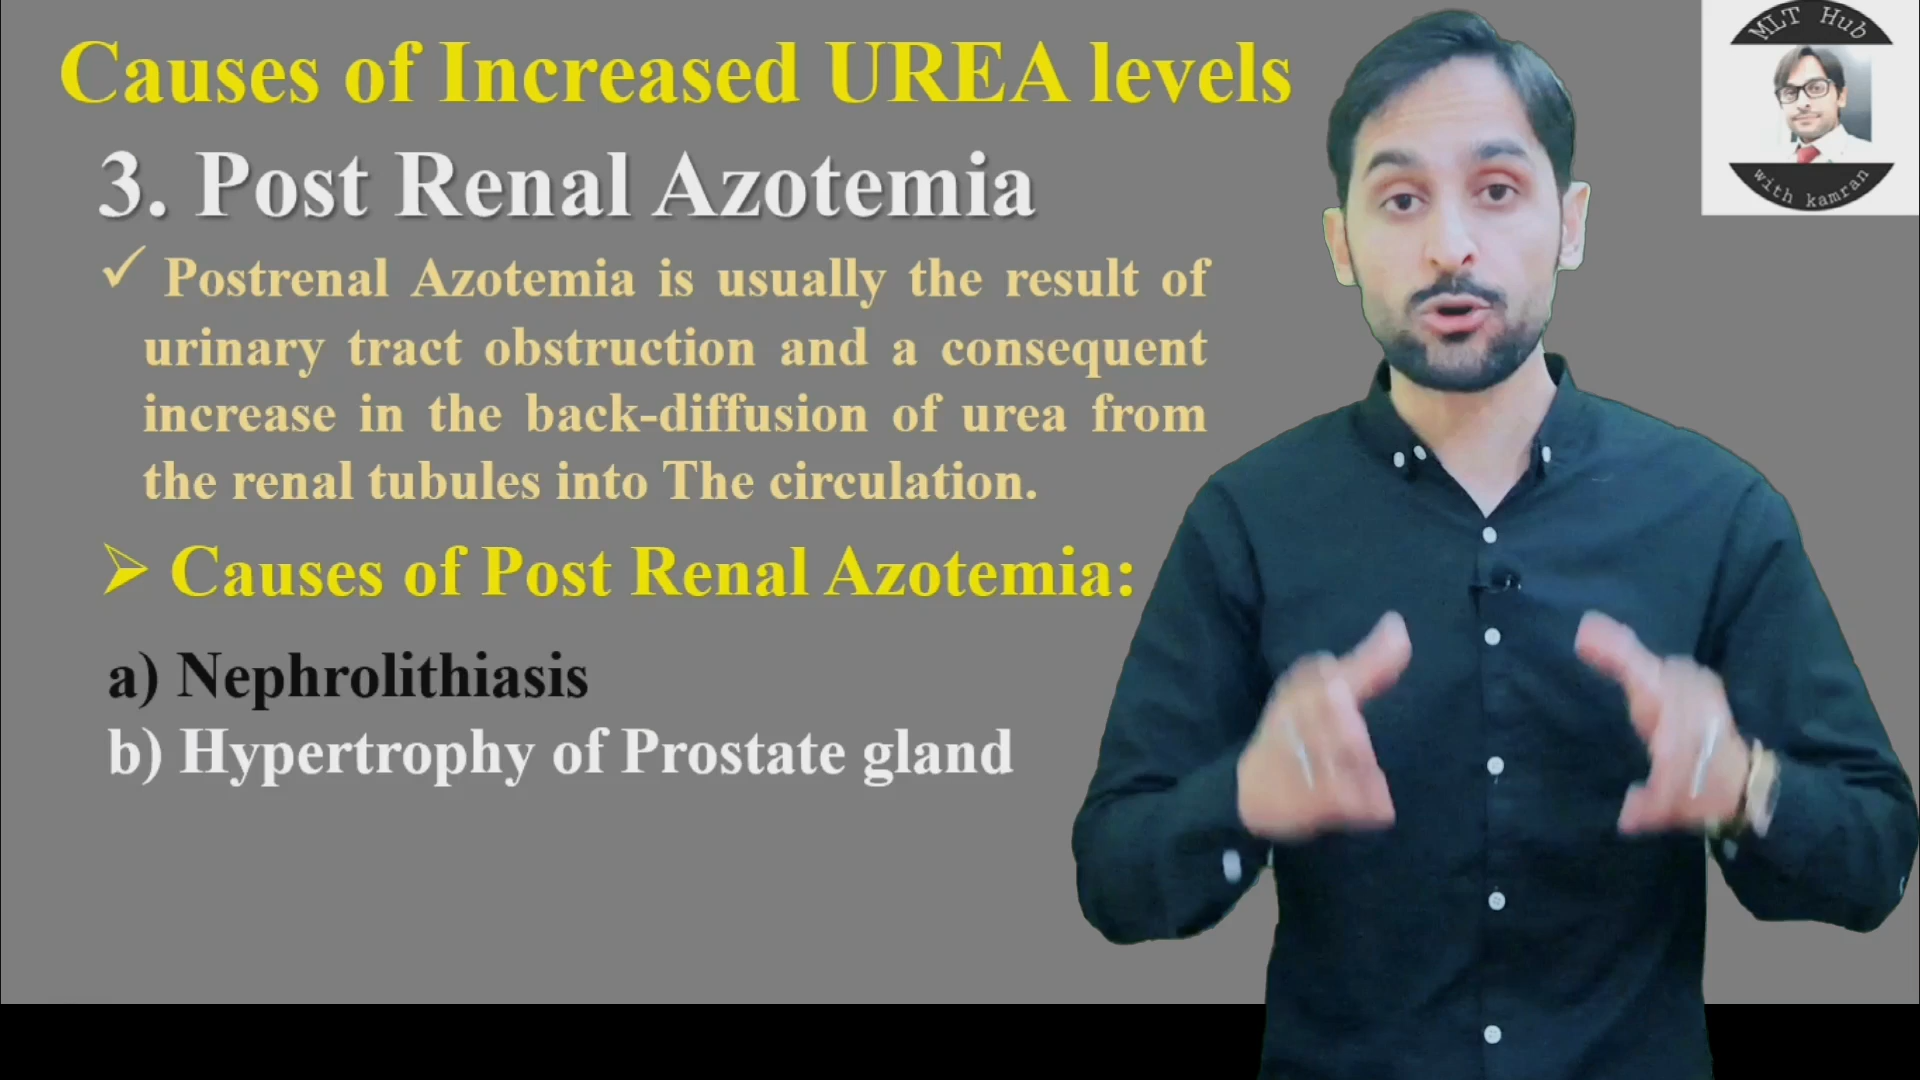 Causes of Increased UREA levels
3. Post Renal Azotemia
✓ Postrenal Azotemia is usually the result of
urinary tract obstruction and a consequent
increase in the back-diffusion of urea from
the renal tubules into The circulation.
➢ Causes of Post Renal Azotemia:
a) Nephrolithiasis
b) Hypertrophy of Prostate gland
MLT Hub
with kamran